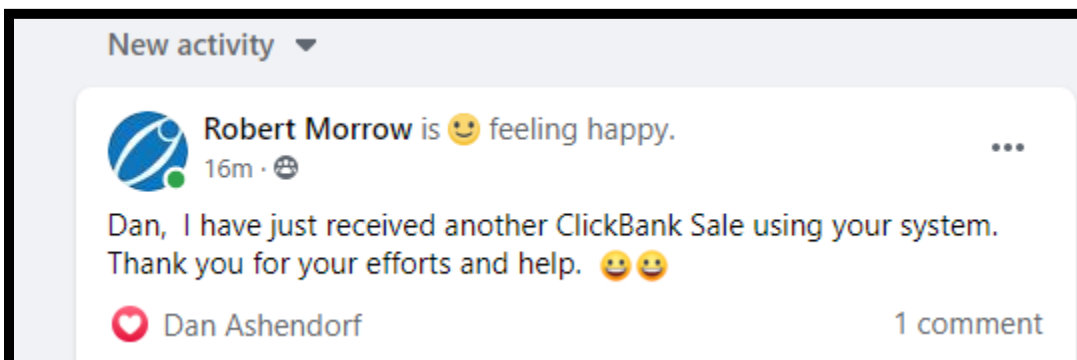 New activity
Robert Morrow is 🙂 feeling happy.
16m ·
Dan,  I have just received another ClickBank Sale using your system.
Thank you for your efforts and help.  😀😀
Dan Ashendorf
1 comment